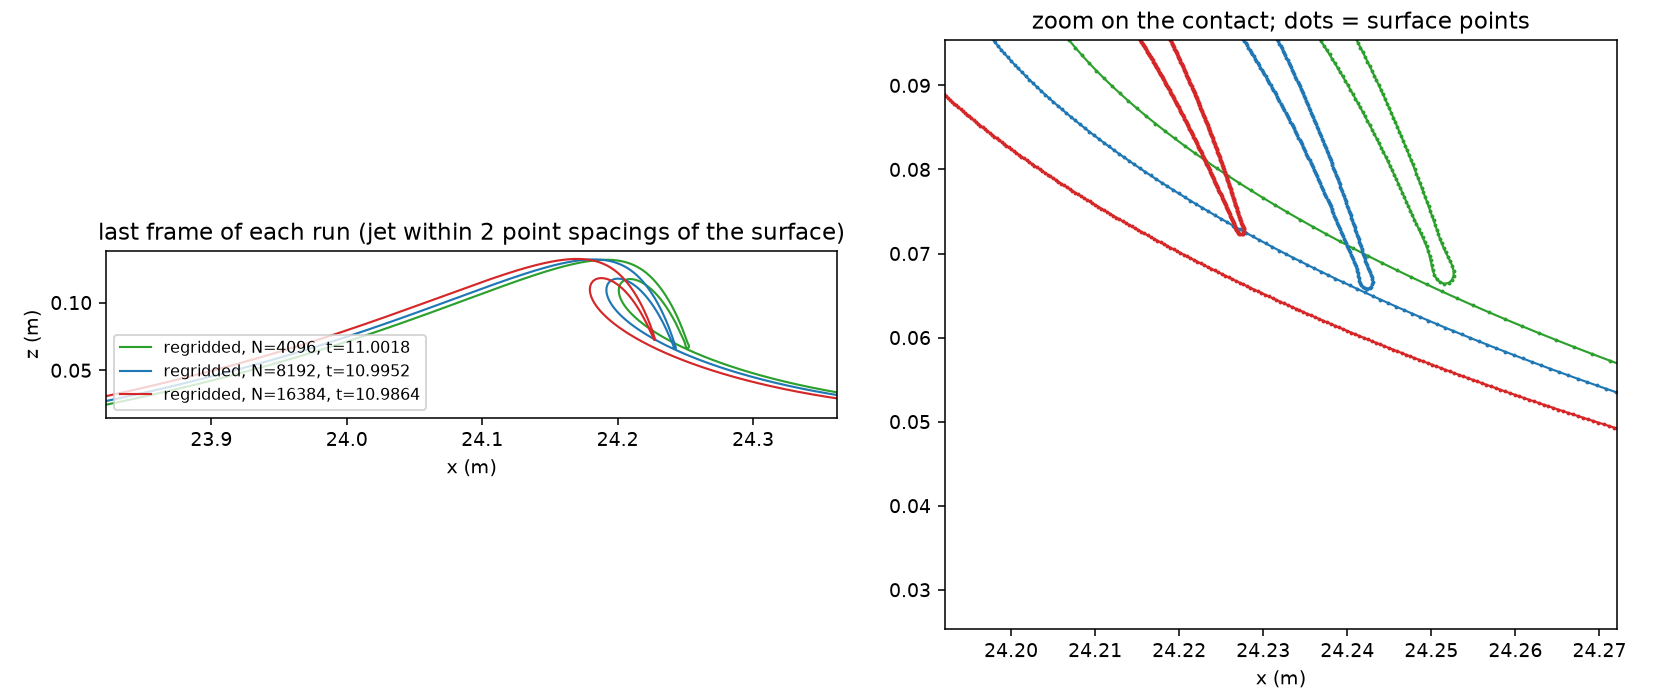 last frame of each run (jet within 2 point spacings of the surface)
0.10
0.05
z (m)
regridded, N=4096, t=11.0018
regridded, N=8192, t=10.9952
regridded, N=16384, t=10.9864
23.9 24.0 24.1 24.2 24.3
x (m)
zoom on the contact; dots = surface points
0.09
0.08
0.07
0.06
0.05
0.04
0.03
24.20 24.21 24.22 24.23 24.24 24.25 24.26 24.27
x (m)